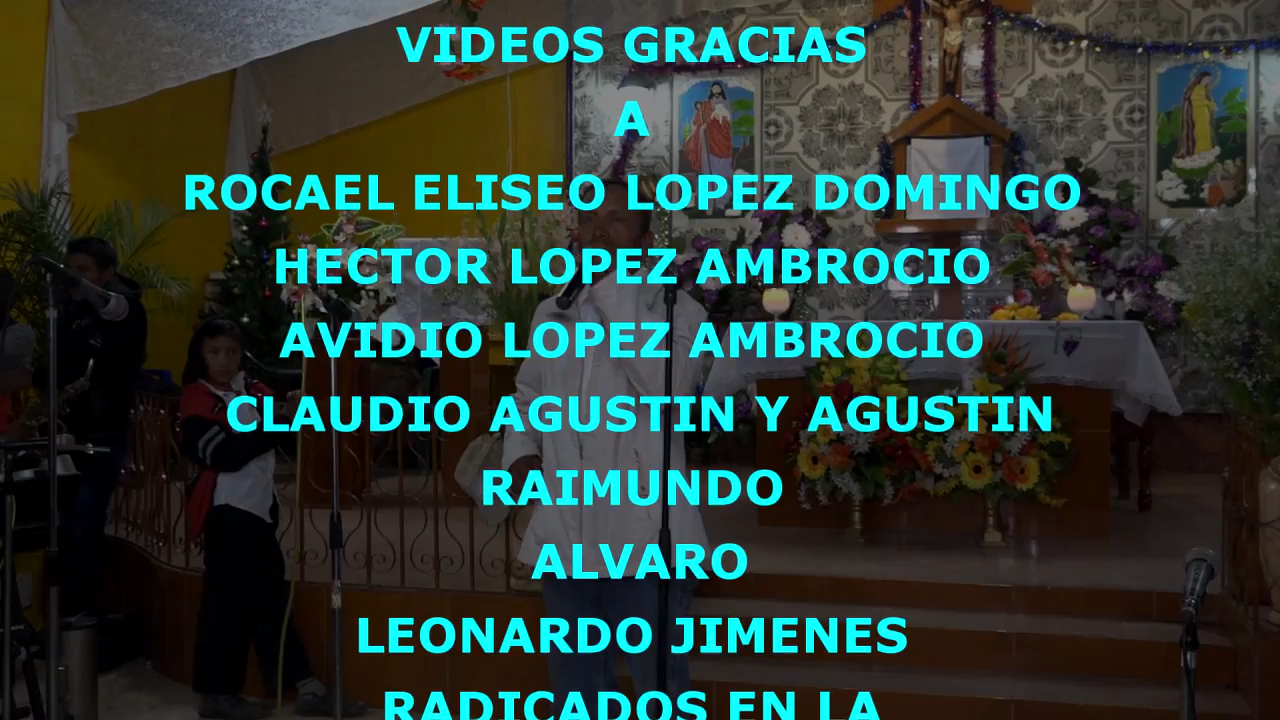 VIDEOS GRACIAS
A
ROCAEL ELISEO LOPEZ DOMINGO
HECTOR LOPEZ AMBROCIO
AVIDIO LOPEZ AMBROCIO
CLAUDIO AGUSTIN Y AGUSTIN
RAIMUNDO
ALVARO
LEONARDO JIMENES
RADICADOS EN LA